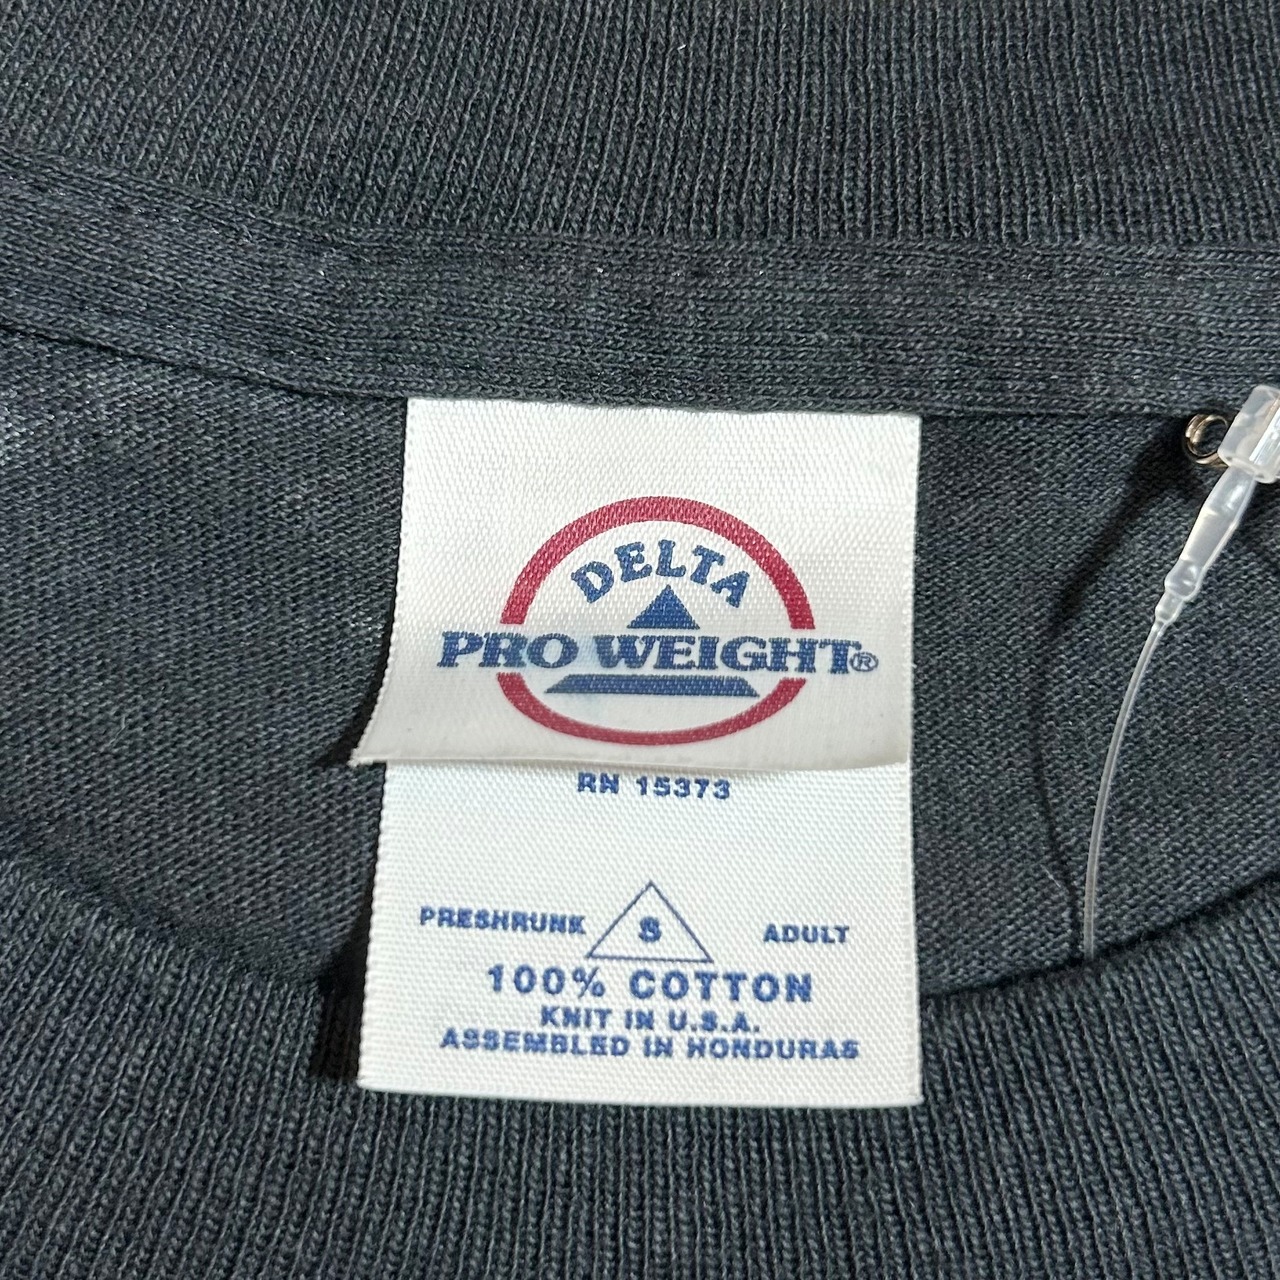 DELTA
PRO WEIGHT®
RN 15373
PRESHRUNK S ADULT
100% COTTON
KNIT IN U.S.A.
ASSEMBLED IN HONDURAS